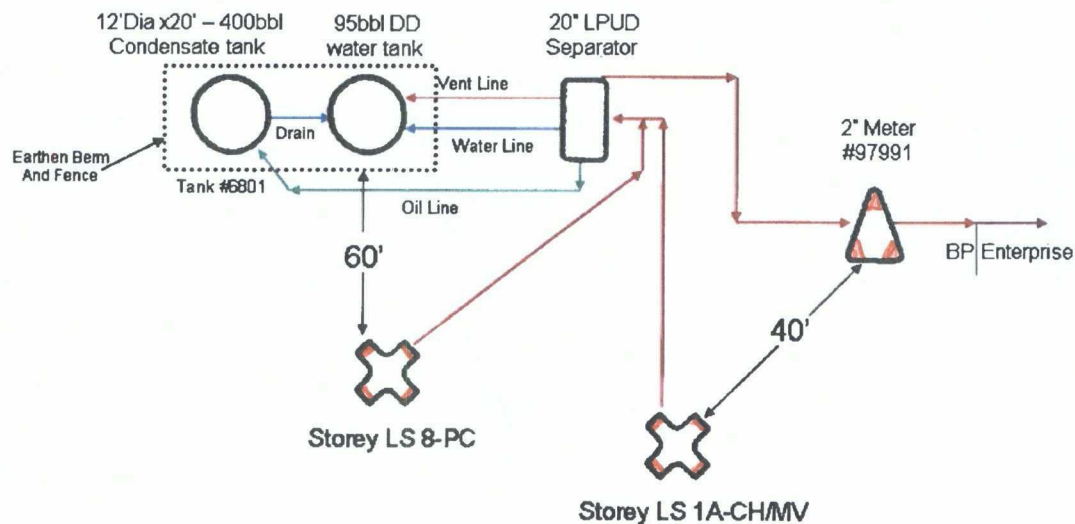 12'Dia x20' – 400bbl
Condensate tank
95bbl DD
water tank
20" LPUD
Separator
Vent Line
Drain
Water Line
2" Meter
#97991
Earthen Berm
And Fence
Tank #6801
Oil Line
60'
BP
Enterprise
40'
Storey LS 8-PC
Storey LS 1A-CH/MV